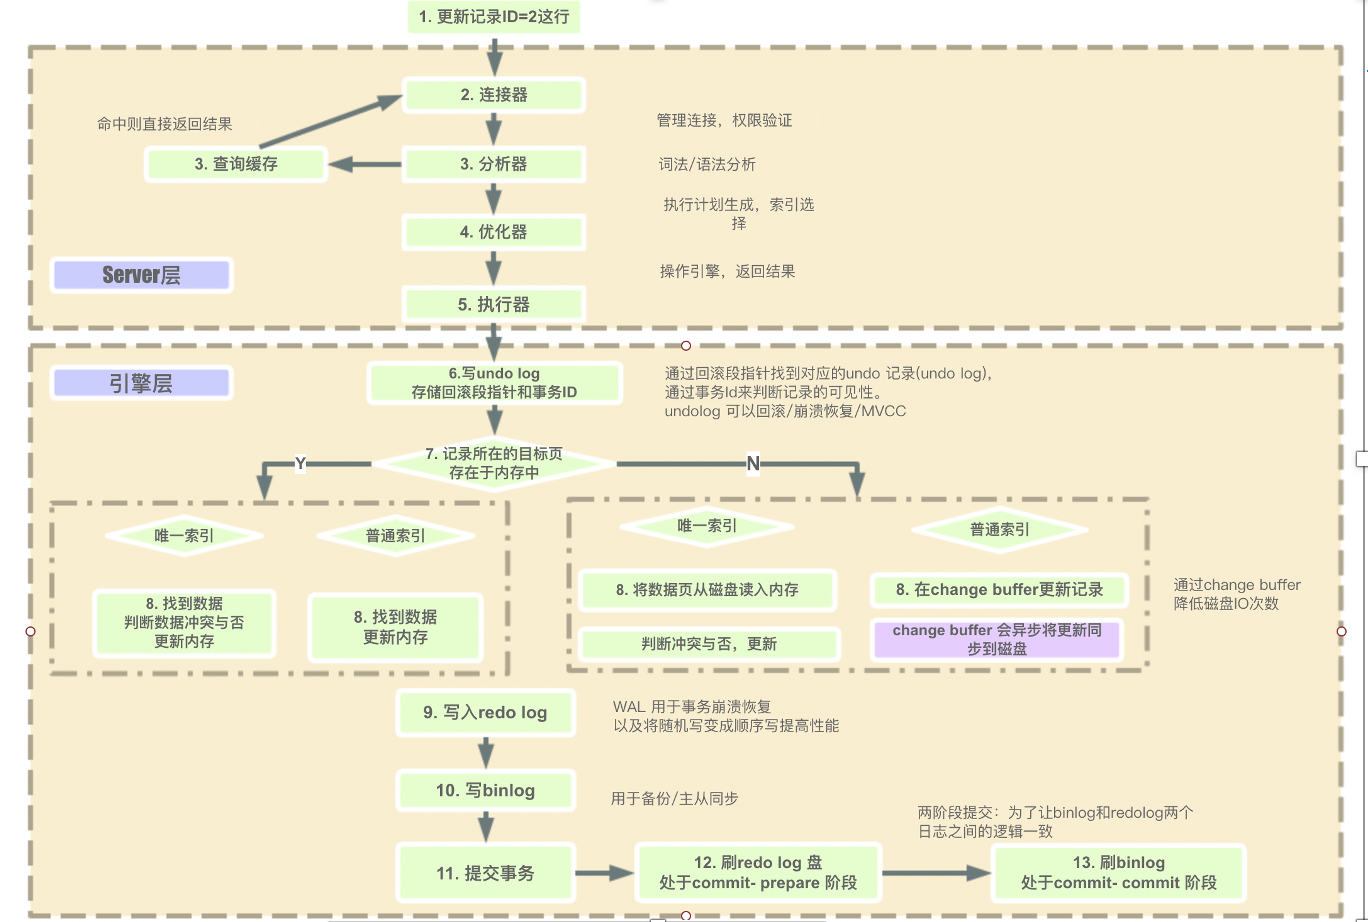 1. 更新记录ID=2这行
2. 连接器
命中则直接返回结果
管理连接，权限验证
3. 查询缓存
3. 分析器
词法/语法分析
执行计划生成，索引选
择
4. 优化器
Server层
操作引擎，返回结果
5. 执行器
引擎层
6.写undo log
存储回滚段指针和事务ID
通过回滚段指针找到对应的undo 记录(undo log)，
通过事务Id来判断记录的可见性。
undolog 可以回滚/崩溃恢复/MVCC
7. 记录所在的目标页
存在于内存中
Y
N
唯一索引
普通索引
唯一索引
普通索引
8. 找到数据
判断数据冲突与否
更新内存
8. 找到数据
更新内存
8. 将数据页从磁盘读入内存
判断冲突与否，更新
8. 在change buffer更新记录
change buffer 会异步将更新同
步到磁盘
通过change buffer
降低磁盘IO次数
9. 写入redo log
WAL 用于事务崩溃恢复
以及将随机写变成顺序写提高性能
10. 写binlog
用于备份/主从同步
两阶段提交：为了让binlog和redolog两个
日志之间的逻辑一致
11. 提交事务
12. 刷redo log 盘
处于commit- prepare 阶段
13. 刷binlog
处于commit- commit 阶段